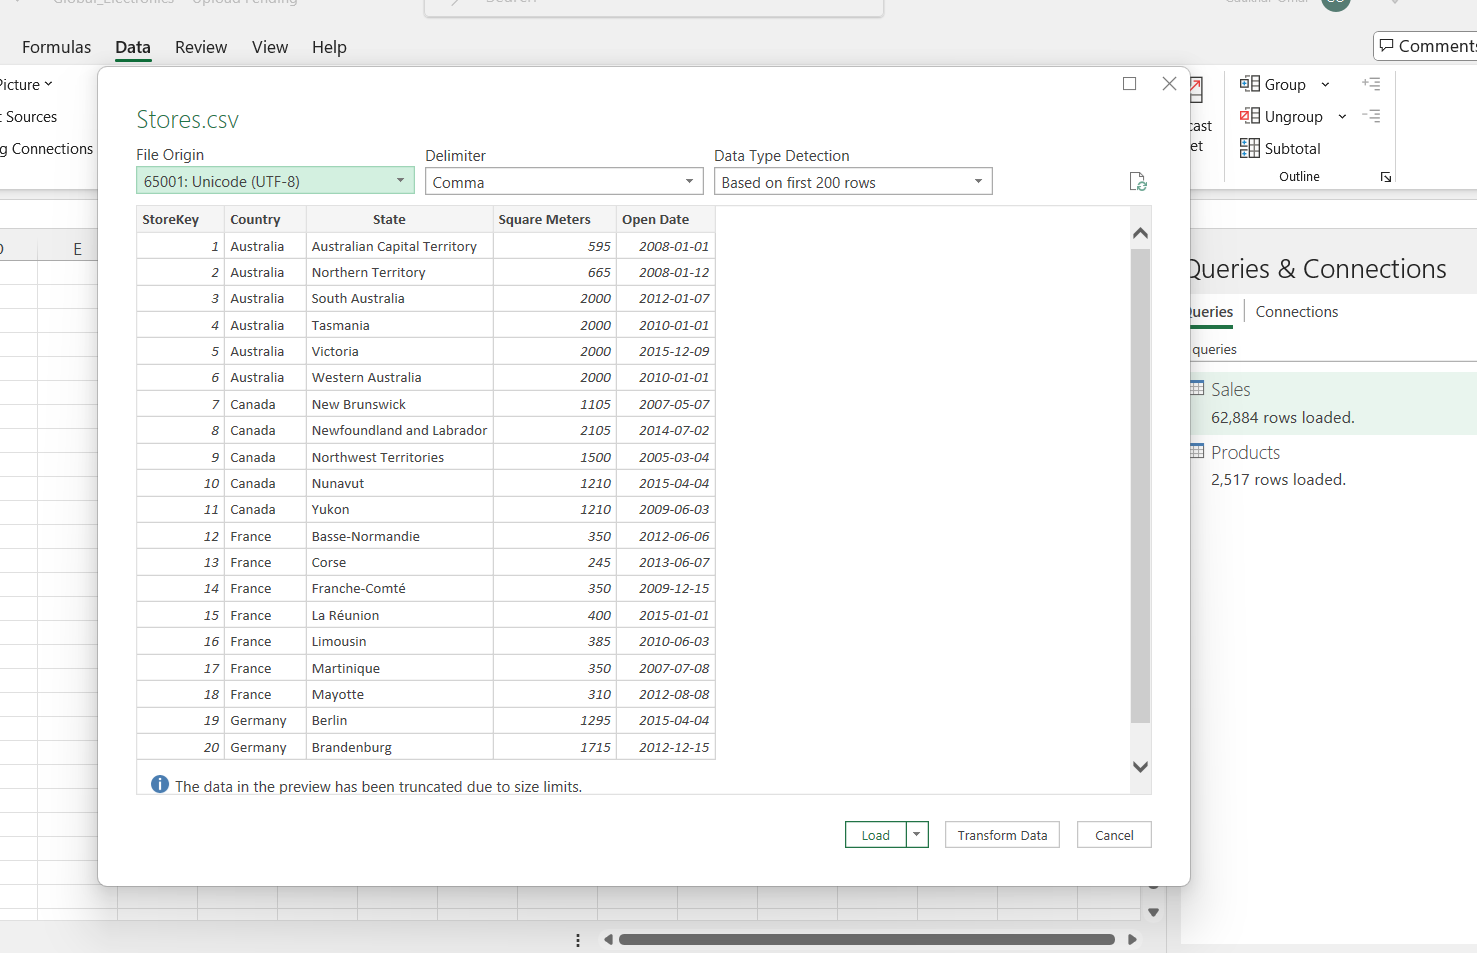 Global_Electronics - Upload Pending
Search
Formulas Data Review View Help
Comments
Picture
Sources
Connections
Group
Ungroup
Subtotal
Outline
Stores.csv
File Origin Delimiter Data Type Detection
65001: Unicode (UTF-8) Comma Based on first 200 rows
StoreKey Country State Square Meters Open Date
1 Australia Australian Capital Territory 595 2008-01-01
2 Australia Northern Territory 665 2008-01-12
3 Australia South Australia 2000 2012-01-07
4 Australia Tasmania 2000 2010-01-01
5 Australia Victoria 2000 2015-12-09
6 Australia Western Australia 2000 2010-01-01
7 Canada New Brunswick 1105 2007-05-07
8 Canada Newfoundland and Labrador 2105 2014-07-02
9 Canada Northwest Territories 1500 2005-03-04
10 Canada Nunavut 1210 2015-04-04
11 Canada Yukon 1210 2009-06-03
12 France Basse-Normandie 350 2012-06-06
13 France Corse 245 2013-06-07
14 France Franche-Comté 350 2009-12-15
15 France La Réunion 400 2015-01-01
16 France Limousin 385 2010-06-03
17 France Martinique 350 2007-07-08
18 France Mayotte 310 2012-08-08
19 Germany Berlin 1295 2015-04-04
20 Germany Brandenburg 1715 2012-12-15
The data in the preview has been truncated due to size limits.
Load Transform Data Cancel
E
Queries & Connections
Queries Connections
queries
Sales
62,884 rows loaded.
Products
2,517 rows loaded.